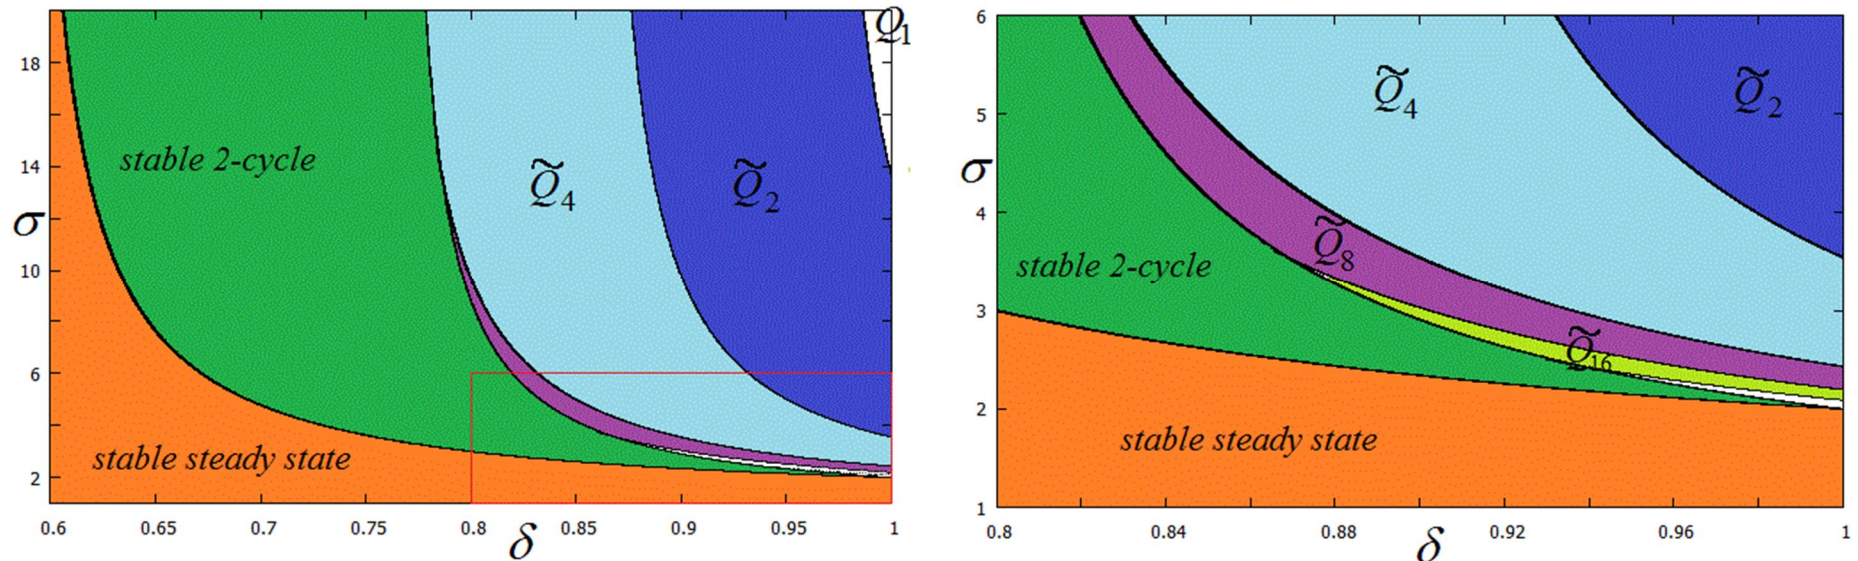 18
14
10
6
2
σ
0.6
0.65
0.7
0.75
0.8
0.85
0.9
0.95
1
δ
stable 2-cycle
stable steady state
Q̃4
Q̃2
Q1
6
5
4
3
2
1
σ
0.8
0.84
0.88
0.92
0.96
1
δ
Q̃4
Q̃2
Q̃8
stable 2-cycle
Q̃16
stable steady state